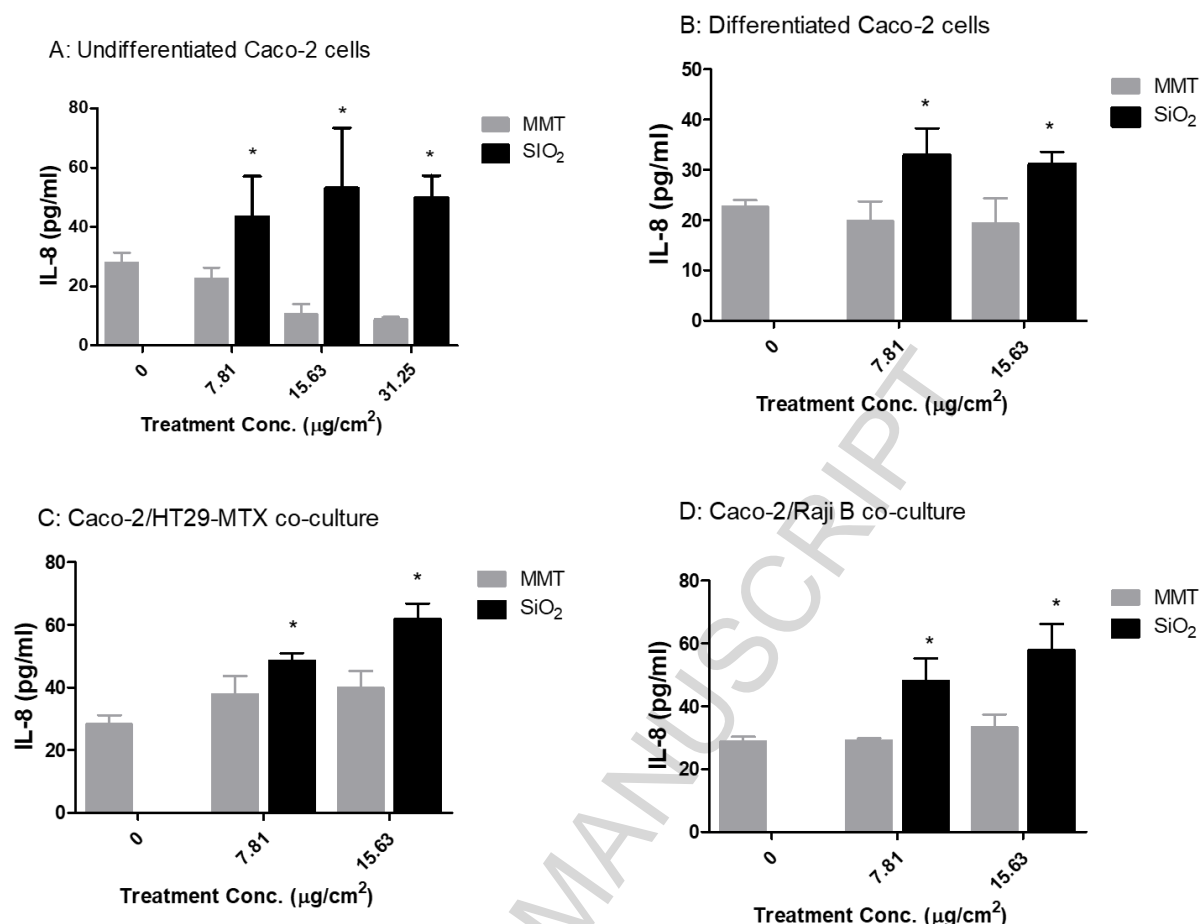 A: Undifferentiated Caco-2 cells
80
60
40
20
0
IL-8 (pg/ml)
MMT
SIO2
*
*
*
0
7.81
15.63
31.25
Treatment Conc. (μg/cm2)
B: Differentiated Caco-2 cells
50
40
30
20
10
0
IL-8 (pg/ml)
MMT
SiO2
*
*
0
7.81
15.63
Treatment Conc. (μg/cm2)
C: Caco-2/HT29-MTX co-culture
80
60
40
20
0
IL-8 (pg/ml)
MMT
SiO2
*
*
0
7.81
15.63
Treatment Conc. (μg/cm2)
D: Caco-2/Raji B co-culture
80
60
40
20
0
IL-8 (pg/ml)
MMT
SiO2
*
*
0
7.81
15.63
Treatment Conc. (μg/cm2)
MANUSCRIPT